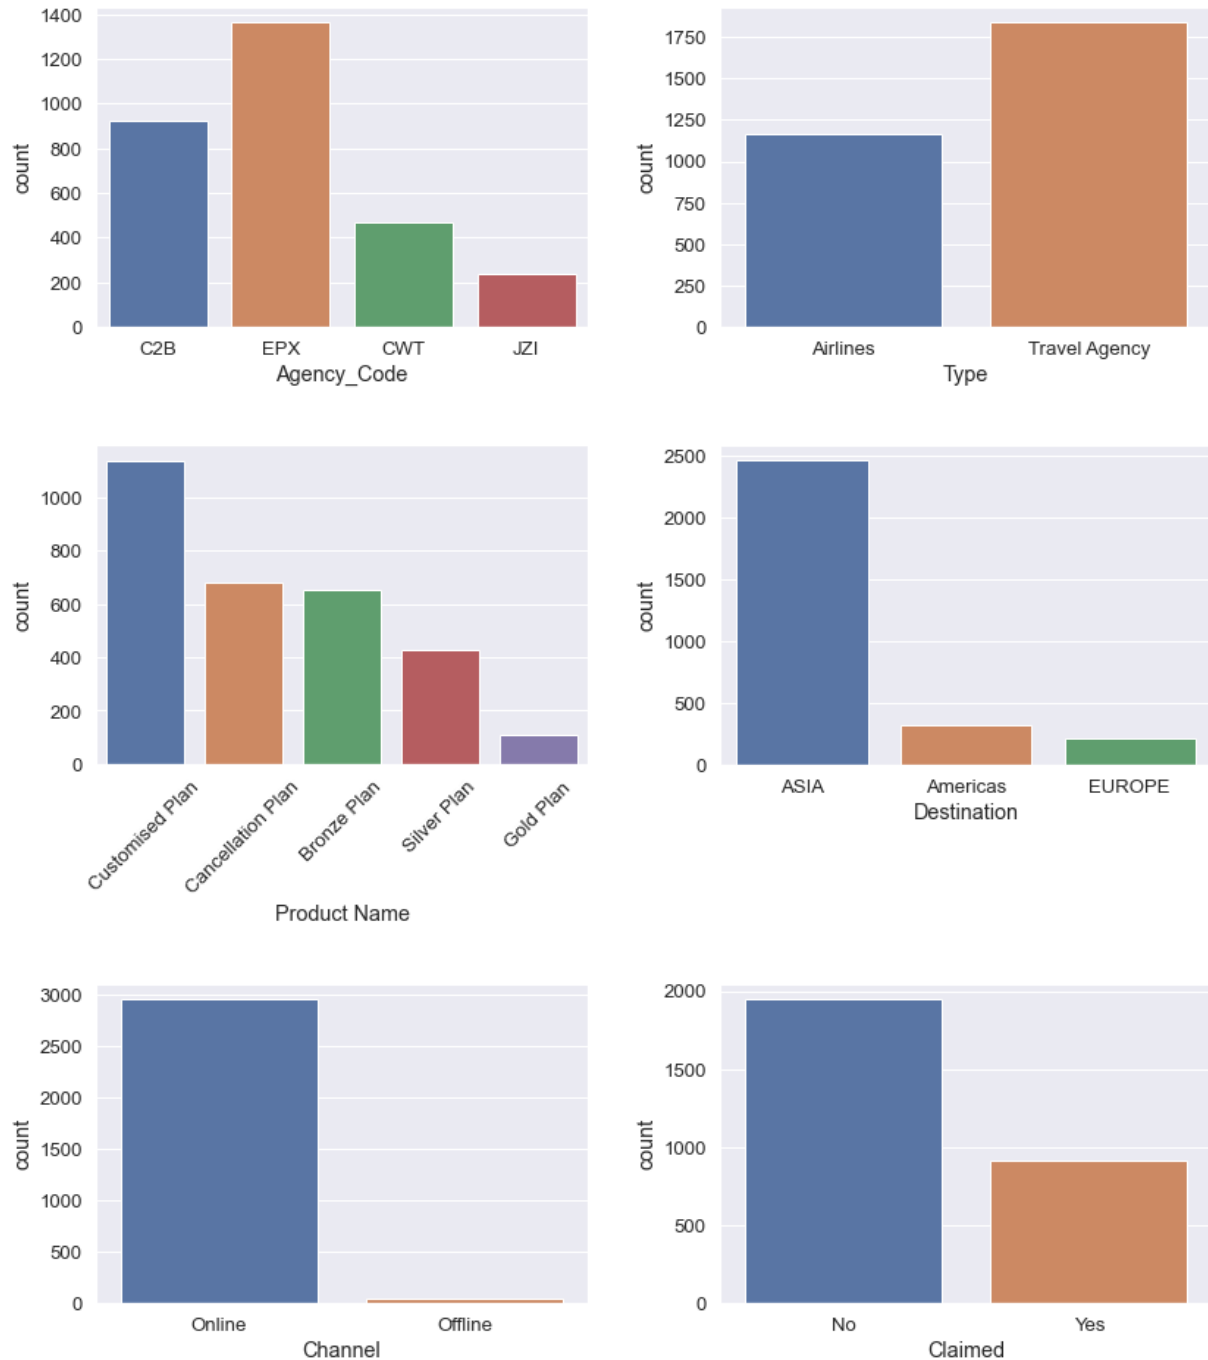 1400
1200
1000
800
600
400
200
0
count
C2B EPX CWT JZI
Agency_Code
1750
1500
1250
1000
750
500
250
0
count
Airlines Travel Agency
Type
1000
800
600
400
200
0
count
Customised Plan Cancellation Plan Bronze Plan Silver Plan Gold Plan
Product Name
2500
2000
1500
1000
500
0
count
ASIA Americas EUROPE
Destination
3000
2500
2000
1500
1000
500
0
count
Online Offline
Channel
2000
1500
1000
500
0
count
No Yes
Claimed